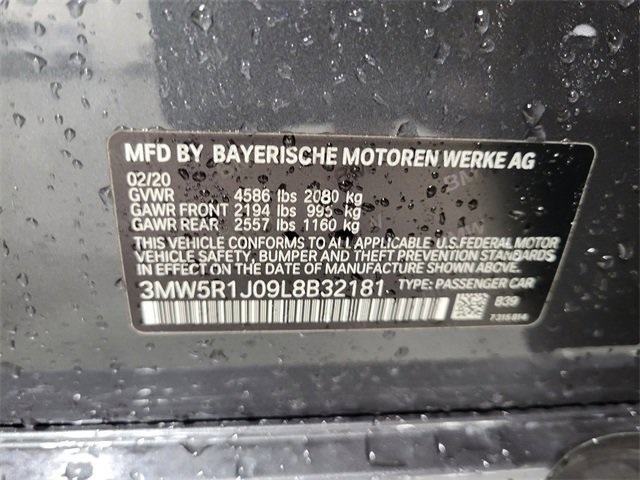 MFD BY BAYERISCHE MOTOREN WERKE AG
02/20
GVWR 4586 lbs 2080 kg
GAWR FRONT 2194 lbs 995 kg
GAWR REAR 2557 lbs 1160 kg
THIS VEHICLE CONFORMS TO ALL APPLICABLE U.S. FEDERAL MOTOR
VEHICLE SAFETY, BUMPER AND THEFT PREVENTION STANDARDS
IN EFFECT ON THE DATE OF MANUFACTURE SHOWN ABOVE.
3MW5R1J09L8B32181 TYPE: PASSENGER CAR
B39
7315014